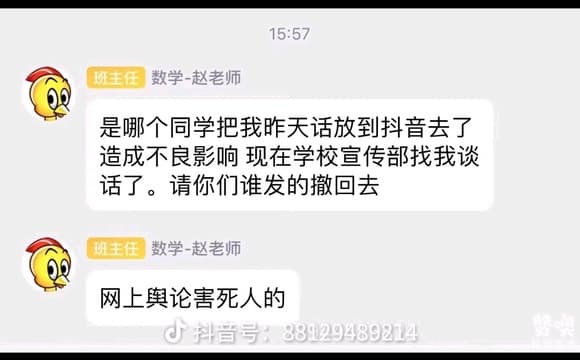 15:57
班主任 数学-赵老师
是哪个同学把我昨天话放到抖音去了
造成不良影响 现在学校宣传部找我谈
话了。请你们谁发的撤回去
班主任 数学-赵老师
网上舆论害死人的
抖音号：88129489214